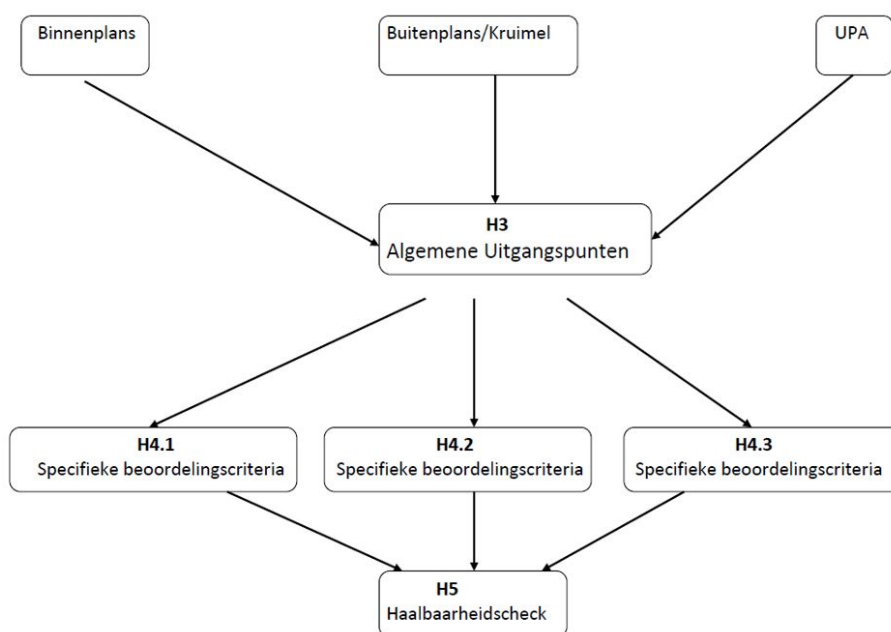 Binnenplans
Buitenplans/Kruimel
UPA
H3
Algemene Uitgangspunten
H4.1
Specifieke beoordelingscriteria
H4.2
Specifieke beoordelingscriteria
H4.3
Specifieke beoordelingscriteria
H5
Haalbaarheidscheck